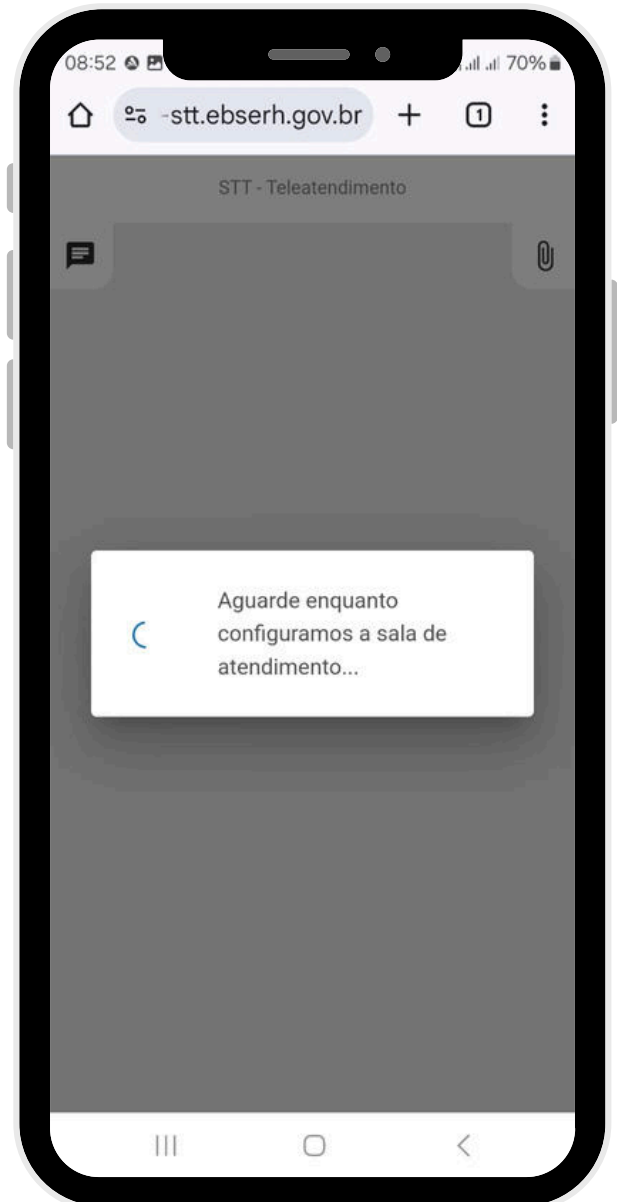 08:52 70%
-stt.ebserh.gov.br 1
STT - Teleatendimento
Aguarde enquanto
configuramos a sala de
atendimento...